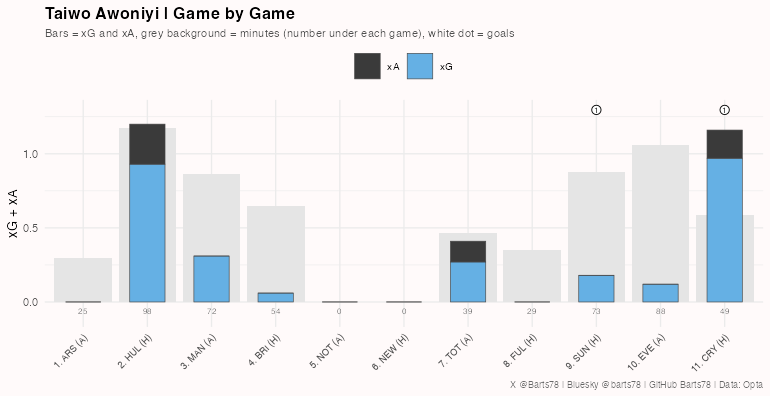 Taiwo Awoniyi | Game by Game
Bars = xG and xA, grey background = minutes (number under each game), white dot = goals
xA xG
1 1
xG + xA
1.0
0.5
0.0
25 98 72 54 0 0 39 29 73 88 49
1. ARS (A) 2. HUL (H) 3. MAN (A) 4. BRI (H) 5. NOT (A) 6. NEW (H) 7. TOT (A) 8. FUL (H) 9. SUN (H) 10. EVE (A) 11. CRY (H)
X @Barts78 | Bluesky @barts78 | GitHub Barts78 | Data: Opta